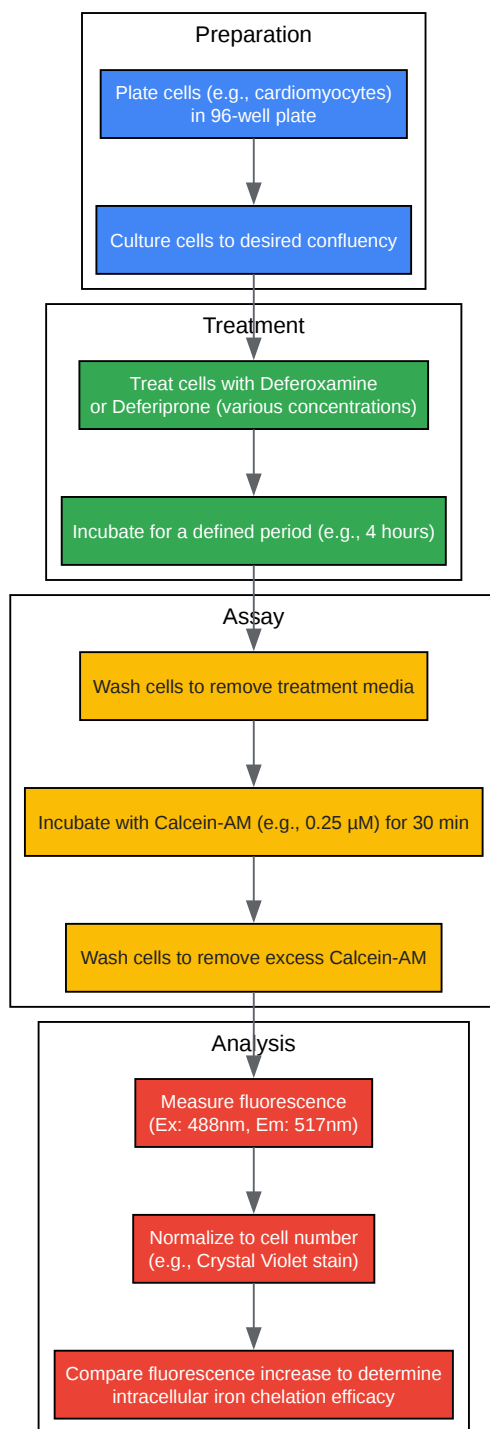 Preparation
Plate cells (e.g., cardiomyocytes)
in 96-well plate
Culture cells to desired confluency
Treatment
Treat cells with Deferoxamine
or Deferiprone (various concentrations)
Incubate for a defined period (e.g., 4 hours)
Assay
Wash cells to remove treatment media
Incubate with Calcein-AM (e.g., 0.25 µM) for 30 min
Wash cells to remove excess Calcein-AM
Analysis
Measure fluorescence
(Ex: 488nm, Em: 517nm)
Normalize to cell number
(e.g., Crystal Violet stain)
Compare fluorescence increase to determine
intracellular iron chelation efficacy